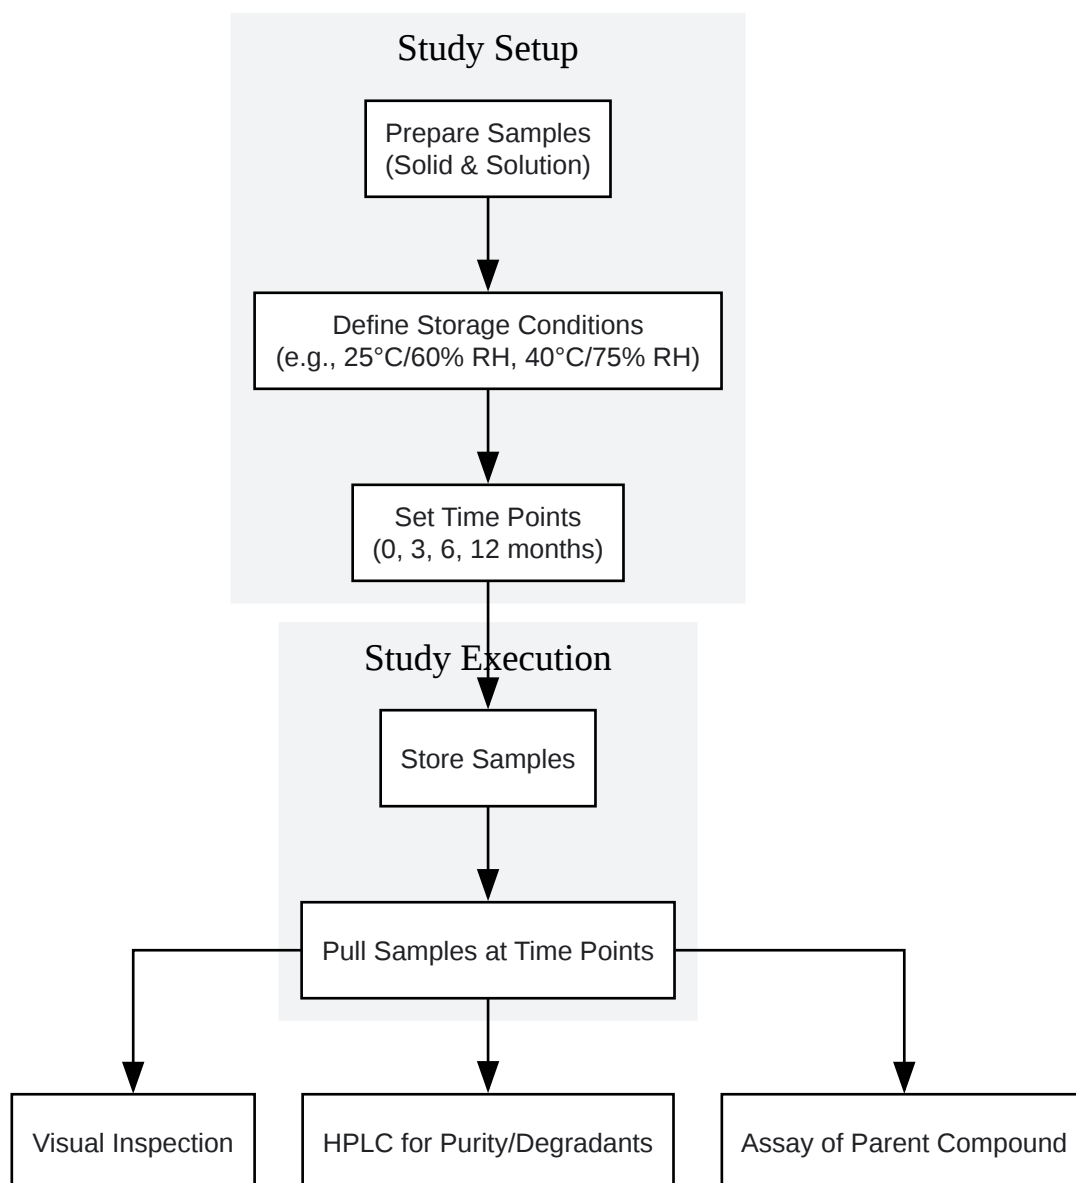 Study Setup
Prepare Samples
(Solid & Solution)
Define Storage Conditions
(e.g., 25°C/60% RH, 40°C/75% RH)
Set Time Points
(0, 3, 6, 12 months)
Study Execution
Store Samples
Pull Samples at Time Points
Visual Inspection
HPLC for Purity/Degradants
Assay of Parent Compound